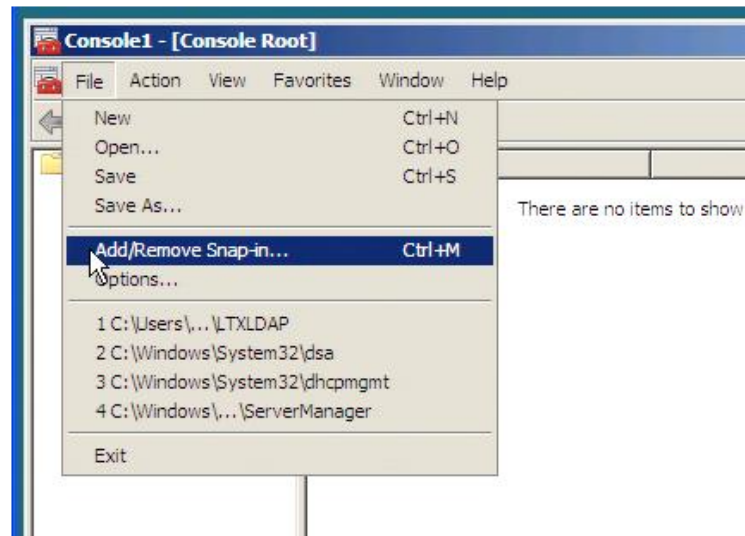 Console1 - [Console Root]
File Action View Favorites Window Help
New Ctrl+N
Open... Ctrl+O
Save Ctrl+S
Save As...
There are no items to show
Add/Remove Snap-in... Ctrl+M
Options...
1 C:\Users\...\LTXLDAP
2 C:\Windows\System32\dsa
3 C:\Windows\System32\dhcpmgmt
4 C:\Windows\...\ServerManager
Exit